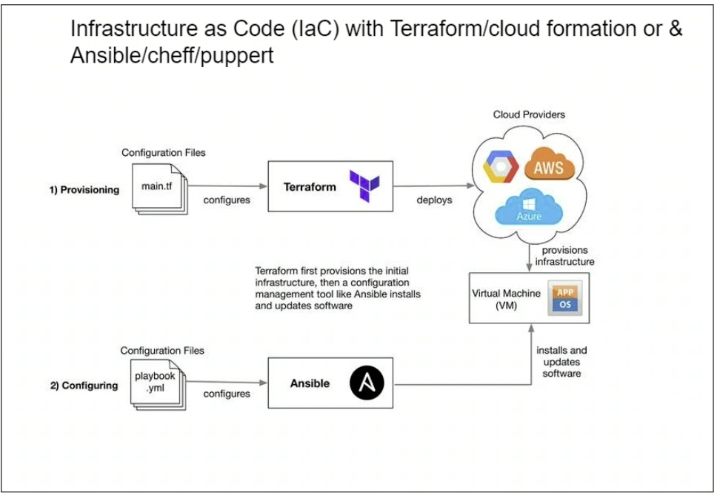 Infrastructure as Code (IaC) with Terraform/cloud formation or &
Ansible/cheff/puppert
Cloud Providers
Configuration Files
1) Provisioning
main.tf
configures
Terraform
deploys
AWS
Azure
provisions
infrastructure
Terraform first provisions the initial
infrastructure, then a configuration
management tool like Ansible installs
and updates software
Virtual Machine
(VM)
APP
OS
Configuration Files
2) Configuring
playbook
.yml
configures
Ansible
A
installs and
updates
software